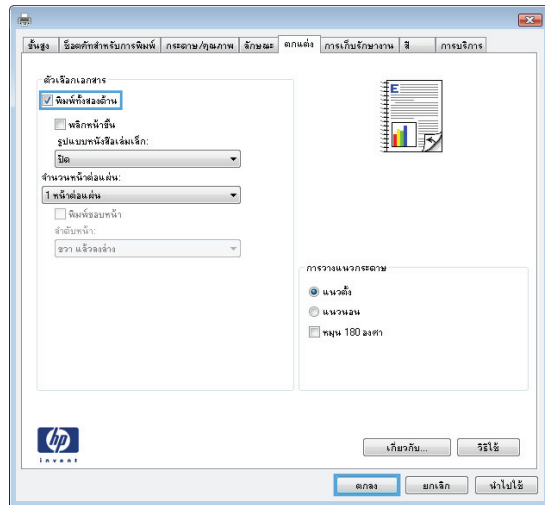 ขั้นสูง ช็อตคัทสำหรับการพิมพ์ กระดาษ/คุณภาพ ลักษณะ ตกแต่ง การเก็บรักษางาน สี การบริการ
ตัวเลือกเอกสาร
พิมพ์ทั้งสองด้าน
พลิกหน้าขึ้น
รูปแบบหนังสือเล่มเล็ก:
ปิด
จำนวนหน้าต่อแผ่น:
1 หน้าต่อแผ่น
พิมพ์ขอบหน้า
ลำดับหน้า:
ขวา แล้วลงล่าง
E
การวางแนวกระดาษ
แนวตั้ง
แนวนอน
หมุน 180 องศา
hp
invent
เกี่ยวกับ... วิธีใช้
ตกลง ยกเลิก นำไปใช้